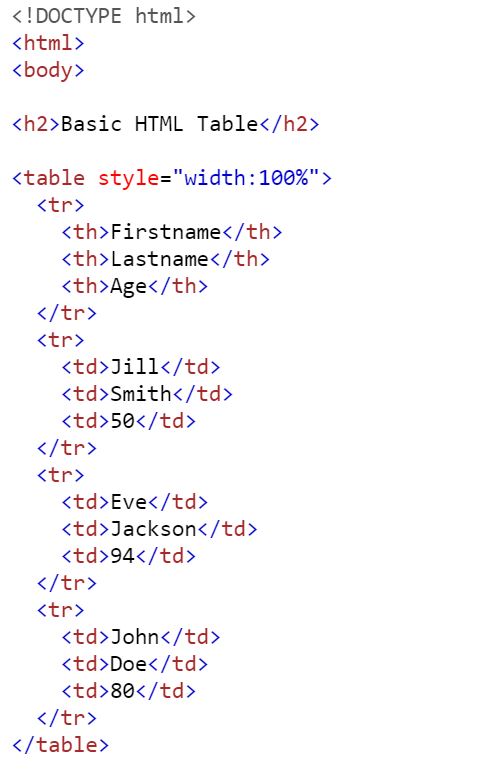 <!DOCTYPE html>
<html>
<body>
<h2>Basic HTML Table</h2>
<table style="width:100%">
<tr>
<th>Firstname</th>
<th>Lastname</th>
<th>Age</th>
</tr>
<tr>
<td>Jill</td>
<td>Smith</td>
<td>50</td>
</tr>
<tr>
<td>Eve</td>
<td>Jackson</td>
<td>94</td>
</tr>
<tr>
<td>John</td>
<td>Doe</td>
<td>80</td>
</tr>
</table>